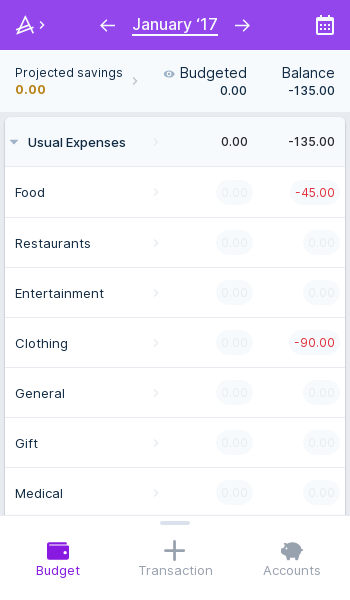 January ‘17
Projected savings
0.00
Budgeted
0.00
Balance
-135.00
Usual Expenses 0.00 -135.00
Food 0.00 -45.00
Restaurants 0.00 0.00
Entertainment 0.00 0.00
Clothing 0.00 -90.00
General 0.00 0.00
Gift 0.00 0.00
Medical 0.00 0.00
Budget Transaction Accounts